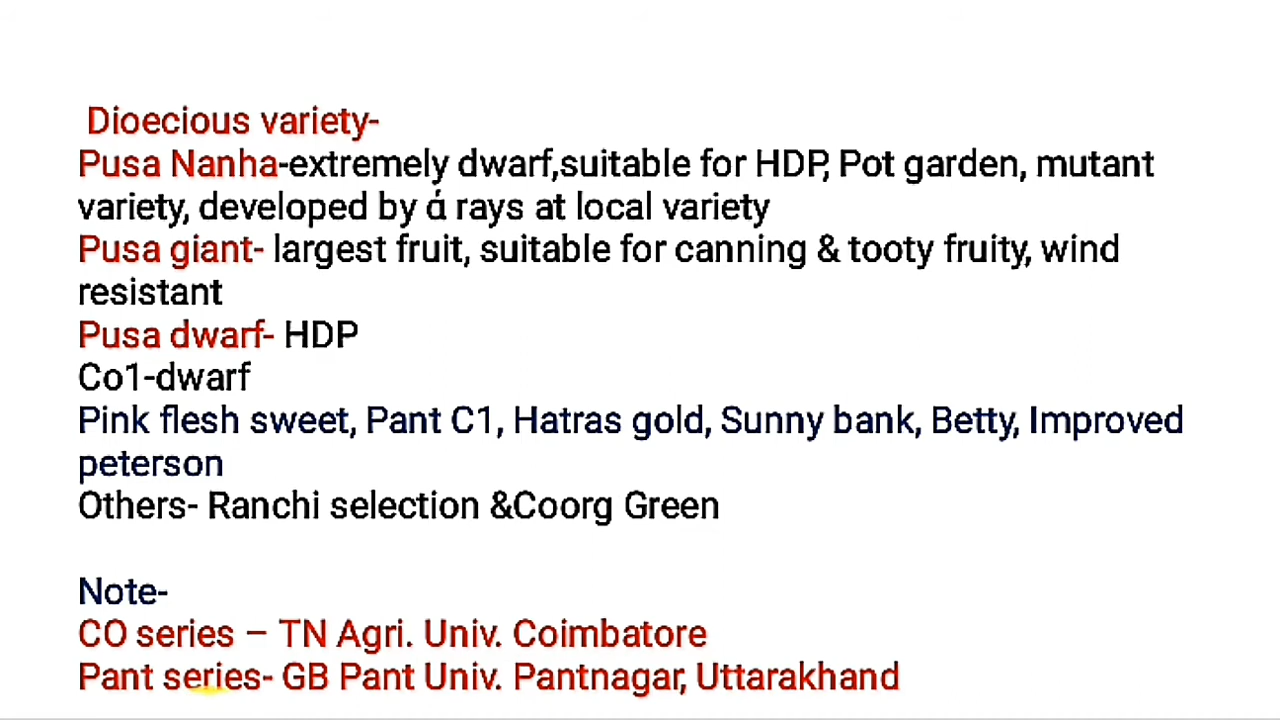 Dioecious variety-
Pusa Nanha-extremely dwarf,suitable for HDP, Pot garden, mutant
variety, developed by ά rays at local variety
Pusa giant- largest fruit, suitable for canning & tooty fruity, wind
resistant
Pusa dwarf- HDP
Co1-dwarf
Pink flesh sweet, Pant C1, Hatras gold, Sunny bank, Betty, Improved
peterson
Others- Ranchi selection &Coorg Green
Note-
CO series – TN Agri. Univ. Coimbatore
Pant series- GB Pant Univ. Pantnagar, Uttarakhand